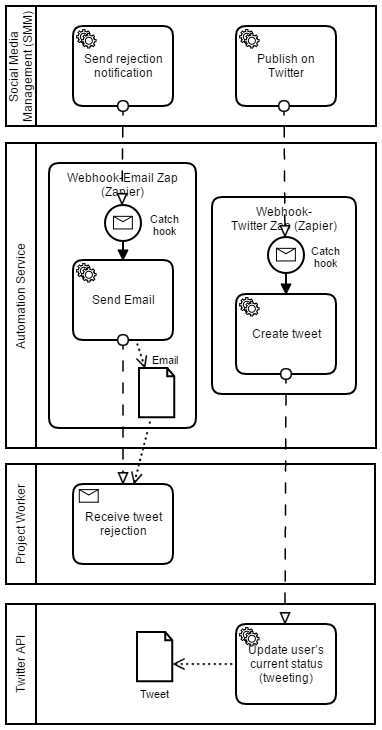 Social Media
Management (SMM)
Send rejection
notification
Publish on
Twitter
Automation Service
Webhook-Email Zap
(Zapier)
Catch
hook
Send Email
Email
Webhook-
Twitter Zap (Zapier)
Catch
hook
Create tweet
Project Worker
Receive tweet
rejection
Twitter API
Tweet
Update user's
current status
(tweeting)